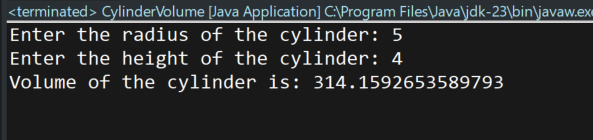 <terminated> CylinderVolume [Java Application] C:\Program Files\Java\jdk-23\bin\javaw.exe
Enter the radius of the cylinder: 5
Enter the height of the cylinder: 4
Volume of the cylinder is: 314.1592653589793